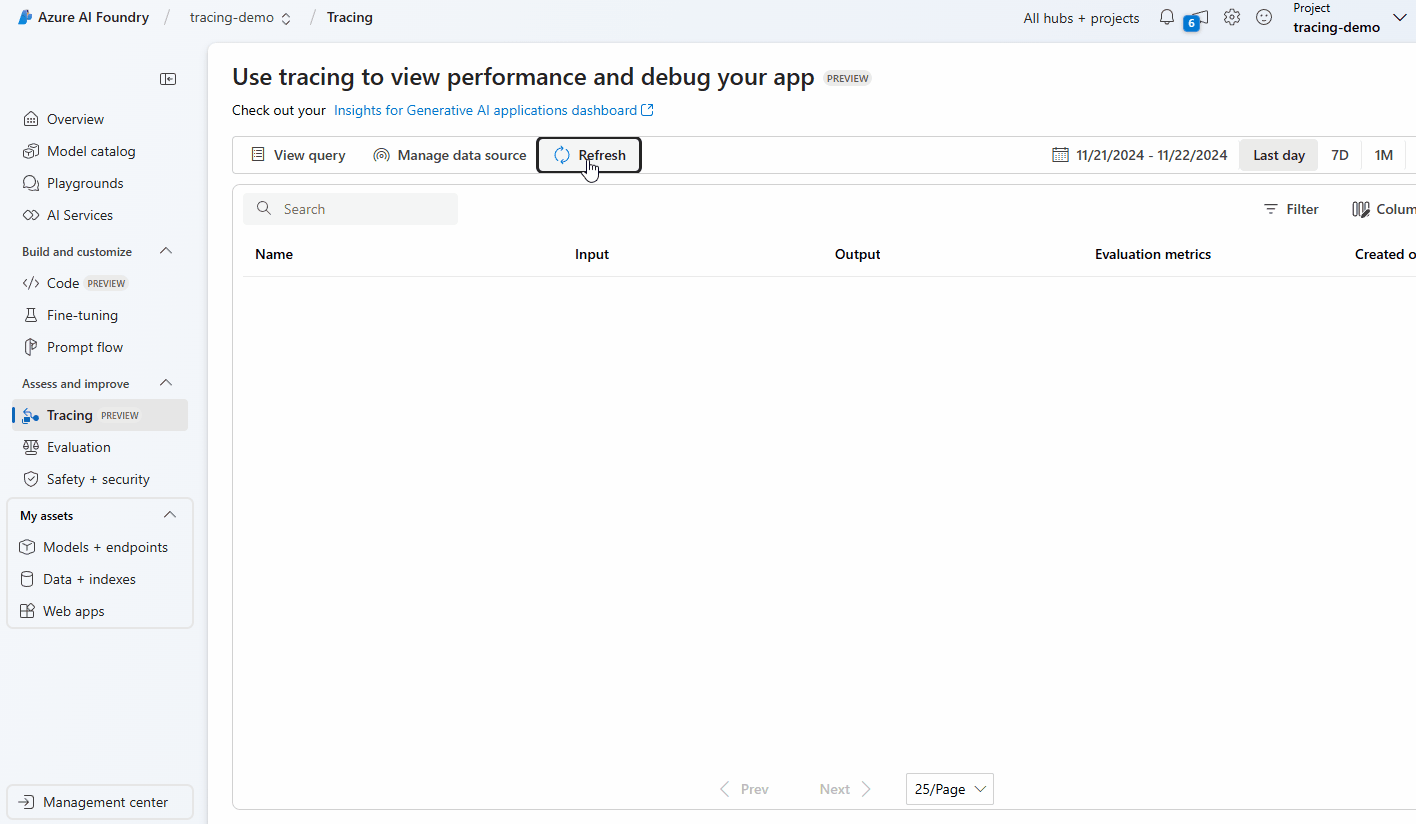 Azure AI Foundry / tracing-demo / Tracing
All hubs + projects
6
Project
tracing-demo
Overview
Model catalog
Playgrounds
AI Services
Build and customize
Code PREVIEW
Fine-tuning
Prompt flow
Assess and improve
Tracing PREVIEW
Evaluation
Safety + security
My assets
Models + endpoints
Data + indexes
Web apps
Management center
Use tracing to view performance and debug your app PREVIEW
Check out your Insights for Generative AI applications dashboard
View query Manage data source Refresh 11/21/2024 - 11/22/2024 Last day 7D 1M
Search Filter Colum
Name Input Output Evaluation metrics Created o
Prev Next 25/Page